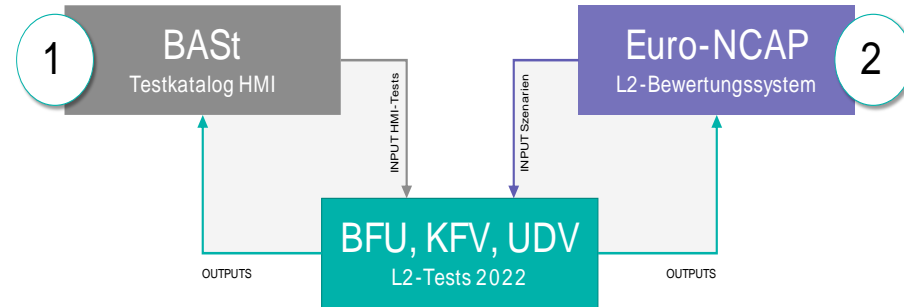 1
BASt
Testkatalog HMI
Euro-NCAP
L2-Bewertungssystem
2
INPUT HMI-Tests
INPUT Szenarien
BFU, KFV, UDV
L2-Tests 2022
OUTPUTS
OUTPUTS